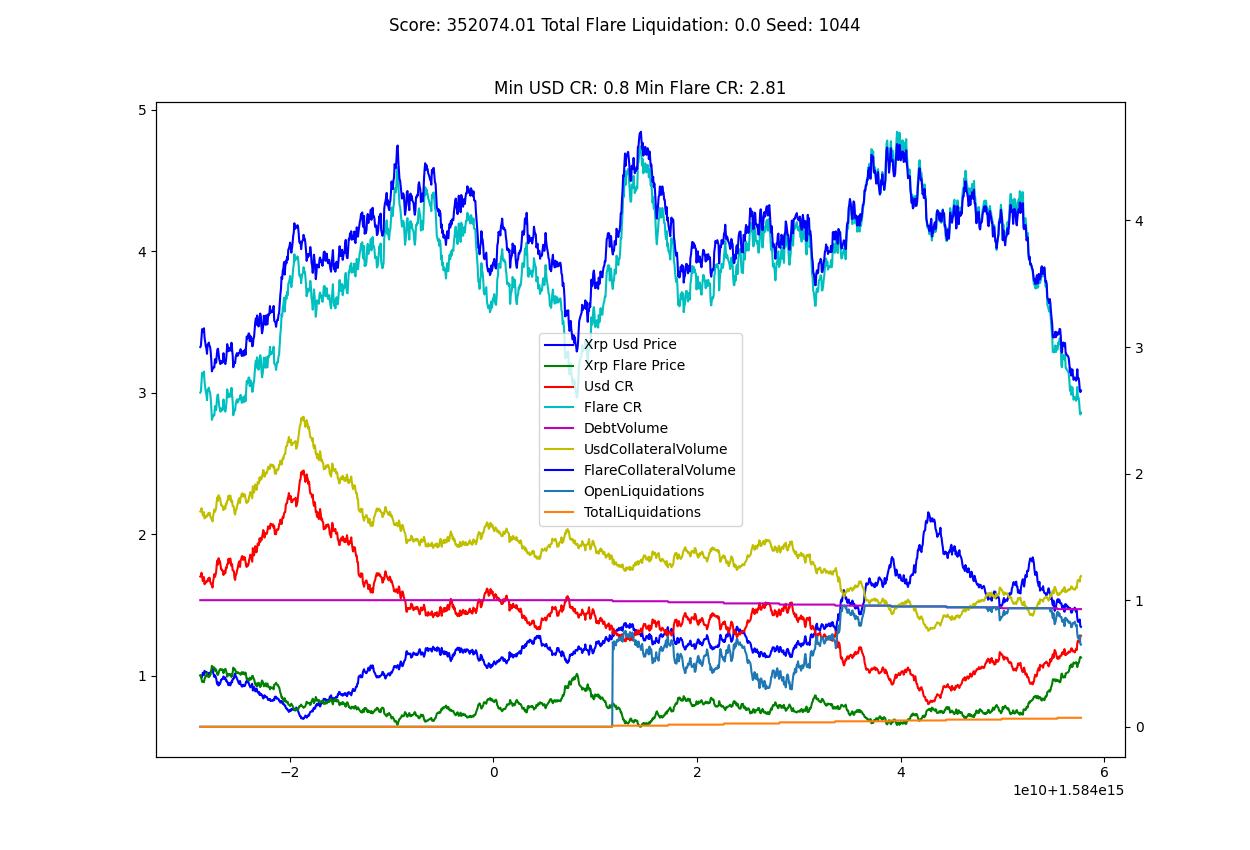 Score: 352074.01 Total Flare Liquidation: 0.0 Seed: 1044
Min USD CR: 0.8 Min Flare CR: 2.81
5
4
3
2
1
4
3
2
1
0
Xrp Usd Price
Xrp Flare Price
Usd CR
Flare CR
DebtVolume
UsdCollateralVolume
FlareCollateralVolume
OpenLiquidations
TotalLiquidations
−2 0 2 4 6
1e10+1.584e15